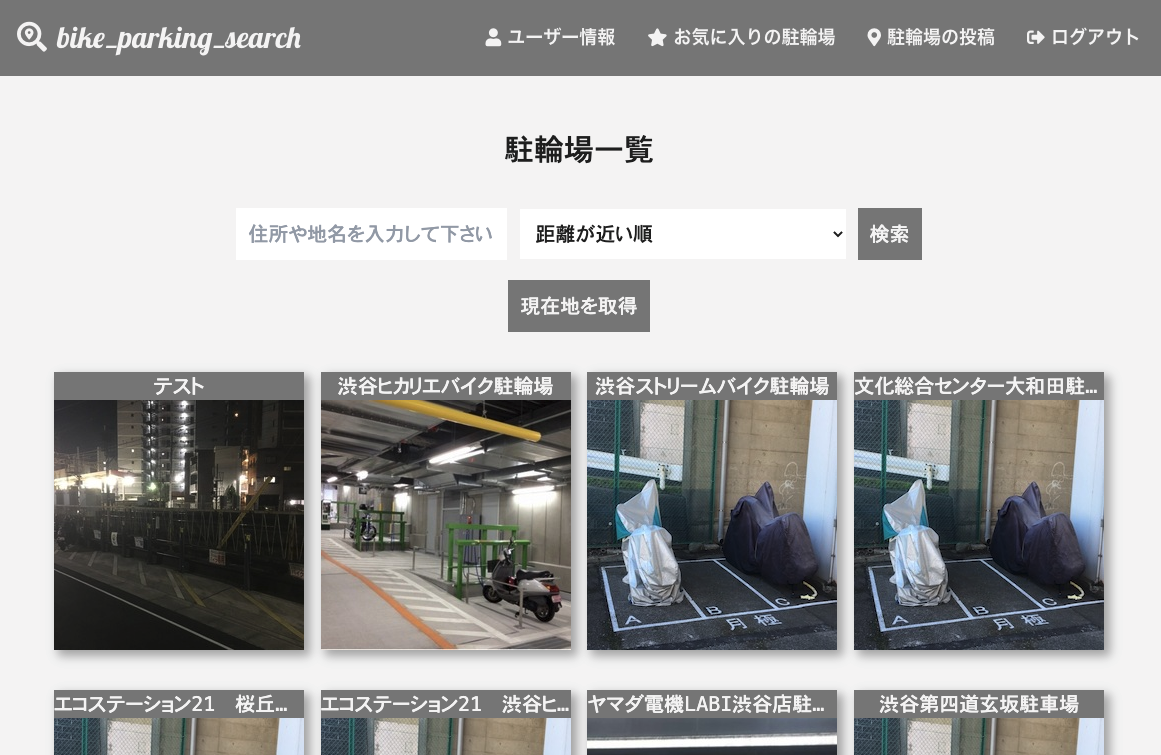 bike_parking_search
ユーザー情報
お気に入りの駐輪場
駐輪場の投稿
ログアウト
駐輪場一覧
住所や地名を入力して下さい
距離が近い順
検索
現在地を取得
テスト
渋谷ヒカリエバイク駐輪場
渋谷ストリームバイク駐輪場
文化総合センター大和田駐...
A
B
C
月極
A
B
C
月極
エコステーション21　桜丘...
エコステーション21　渋谷ヒ...
ヤマダ電機LABI渋谷店駐...
渋谷第四道玄坂駐車場